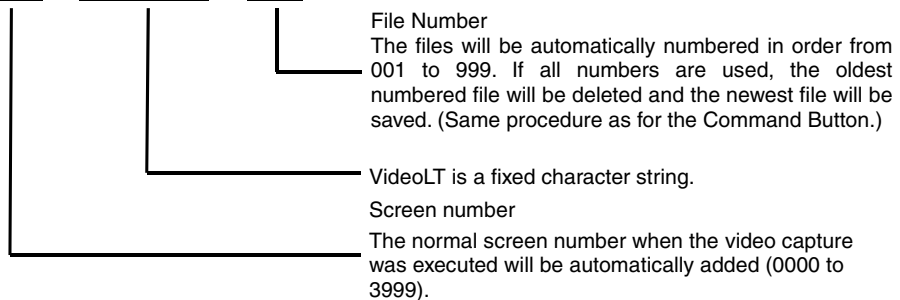 File Number
The files will be automatically numbered in order from
001 to 999. If all numbers are used, the oldest
numbered file will be deleted and the newest file will be
saved. (Same procedure as for the Command Button.)
VideoLT is a fixed character string.
Screen number
The normal screen number when the video capture
was executed will be automatically added (0000 to
3999).